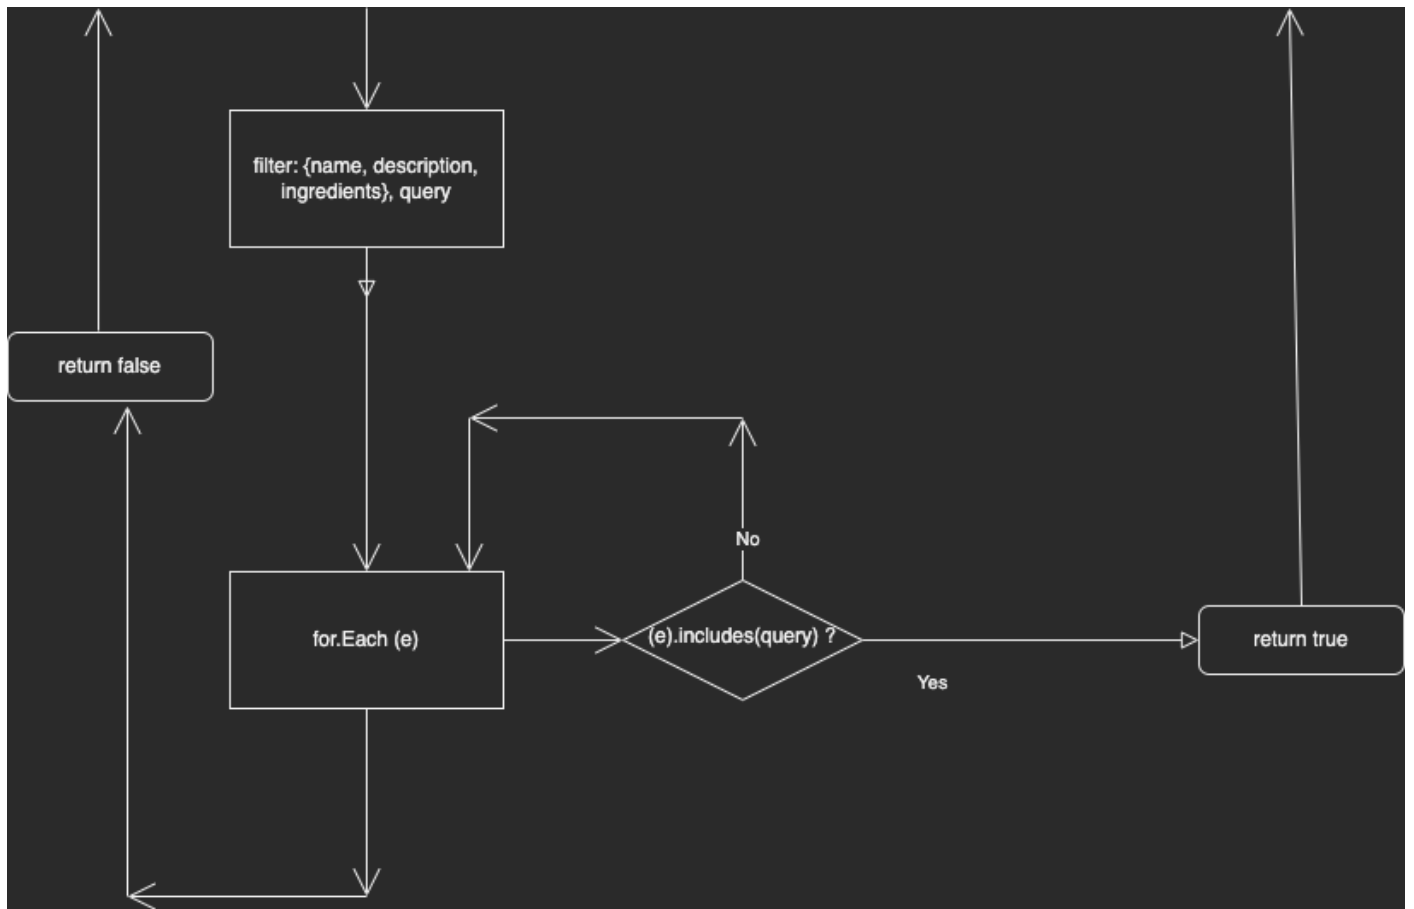 filter: {name, description,
ingredients}, query
return false
No
for.Each (e)
(e).includes(query) ?
return true
Yes